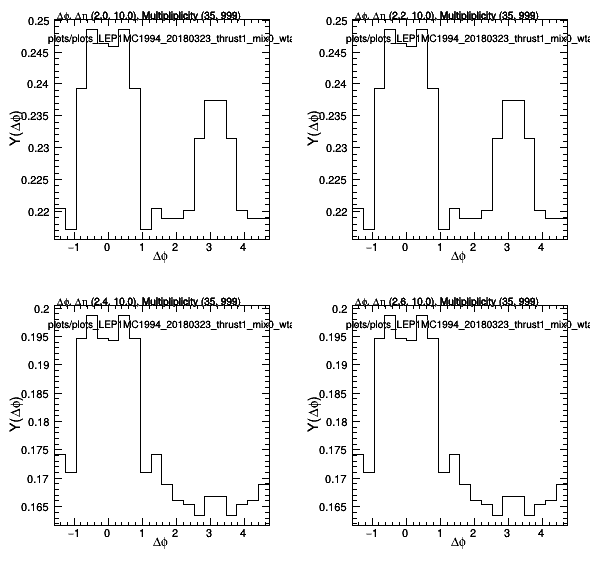 Δϕ, Δη (2.0, 10.0), Multipliplicity (35, 999)
plots/plots_LEP1MC1994_20180323_thrust1_mix0_wta
0.25
0.245
0.24
0.235
0.23
0.225
0.22
Y(Δϕ)
−1 0 1 2 3 4
Δϕ
Δϕ, Δη (2.2, 10.0), Multipliplicity (35, 999)
plots/plots_LEP1MC1994_20180323_thrust1_mix0_wta
0.25
0.245
0.24
0.235
0.23
0.225
0.22
Y(Δϕ)
−1 0 1 2 3 4
Δϕ
Δϕ, Δη (2.4, 10.0), Multipliplicity (35, 999)
plots/plots_LEP1MC1994_20180323_thrust1_mix0_wta
0.2
0.195
0.19
0.185
0.18
0.175
0.17
0.165
Y(Δϕ)
−1 0 1 2 3 4
Δϕ
Δϕ, Δη (2.6, 10.0), Multipliplicity (35, 999)
plots/plots_LEP1MC1994_20180323_thrust1_mix0_wta
0.2
0.195
0.19
0.185
0.18
0.175
0.17
0.165
Y(Δϕ)
−1 0 1 2 3 4
Δϕ